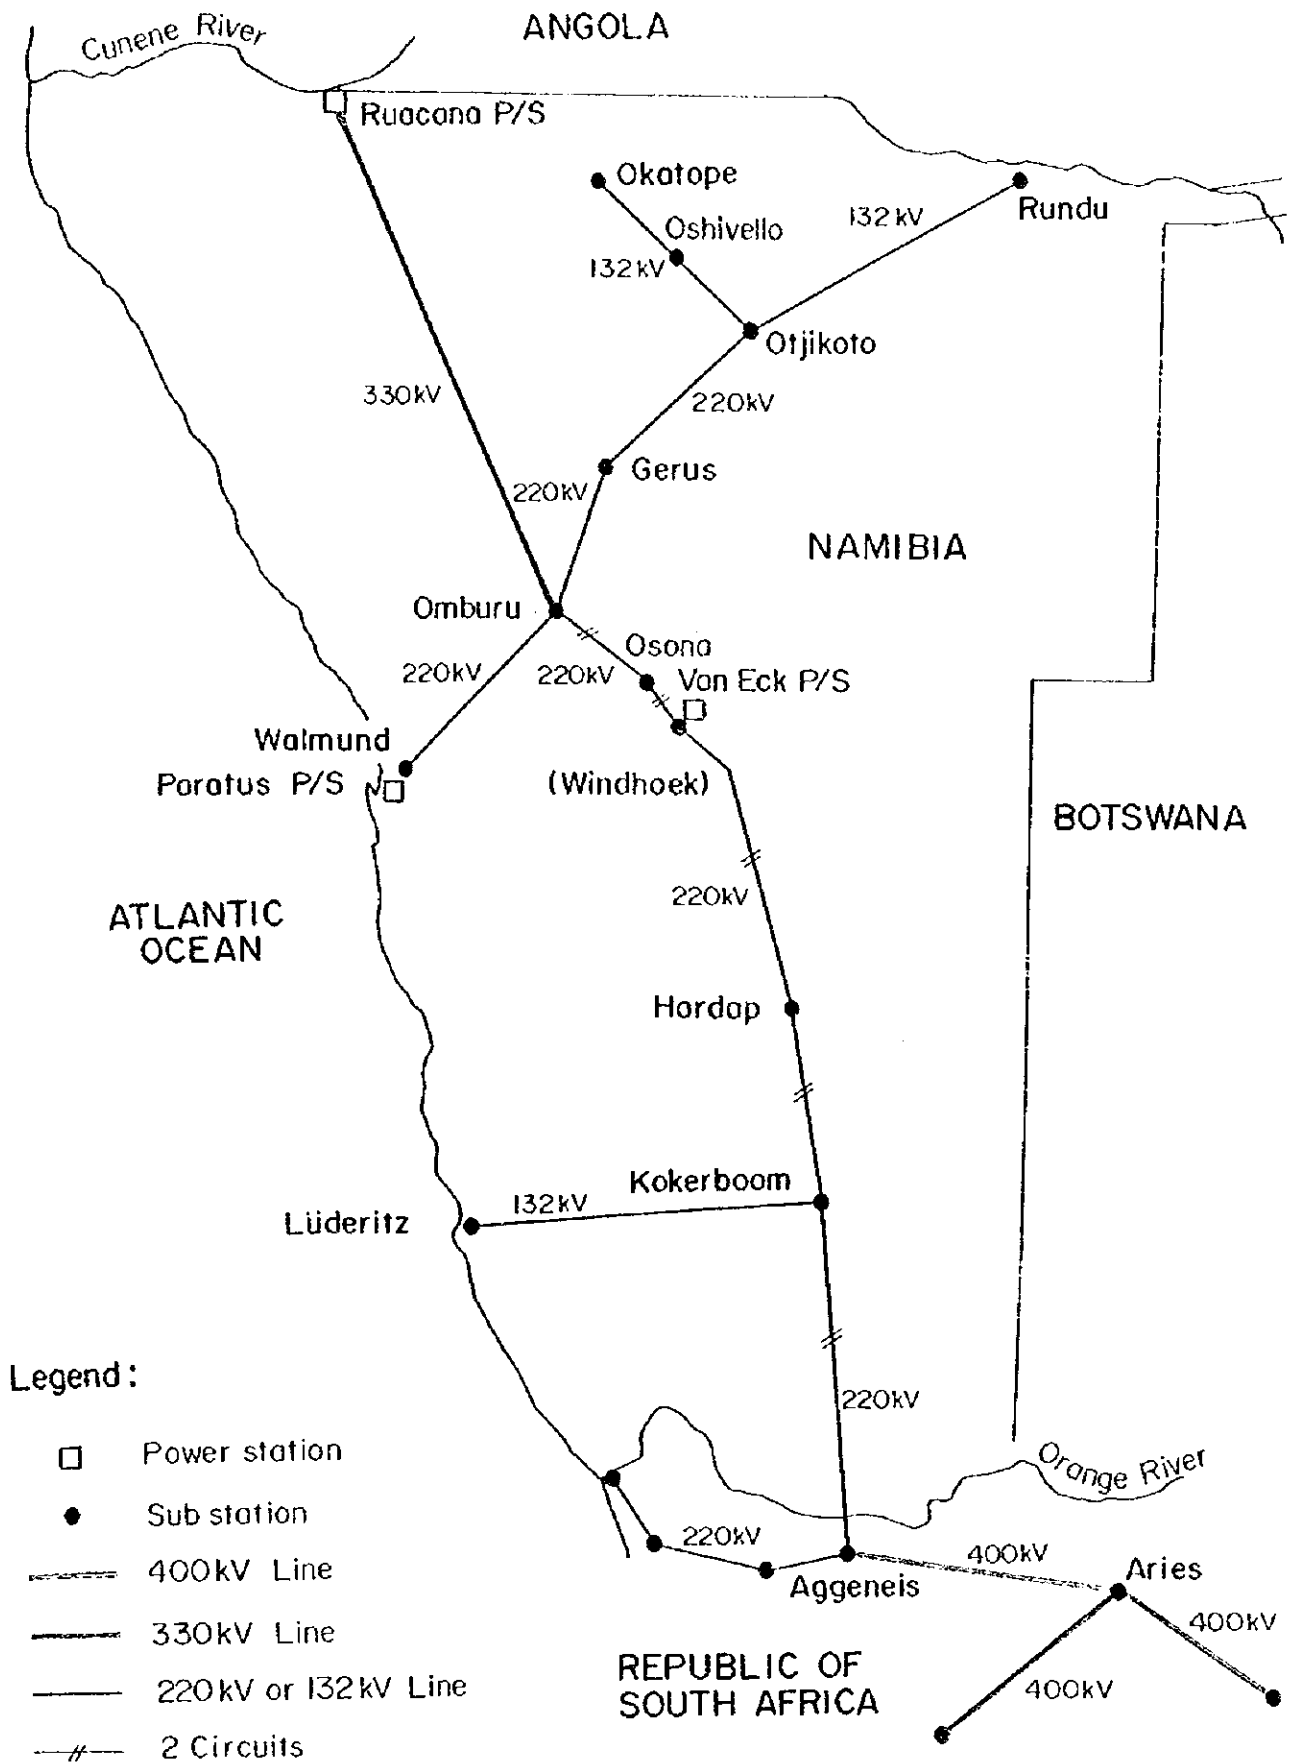 ANGOLA
Cunene River
Ruacana P/S
Okatope
Rundu
132kV
Oshivello
132kV
Otjikoto
330kV
220kV
Gerus
220kV
NAMIBIA
Omburu
Osona
220kV
220kV
Van Eck P/S
Walmund
Paratus P/S
(Windhoek)
BOTSWANA
220kV
ATLANTIC
OCEAN
Hardap
Kokerboom
132kV
Lüderitz
Legend:
220kV
Power station
Orange River
Sub station
220kV
400kV
400kV Line
Aggeneis
Aries
330kV Line
400kV
REPUBLIC OF
SOUTH AFRICA
220kV or 132kV Line
400kV
2 Circuits